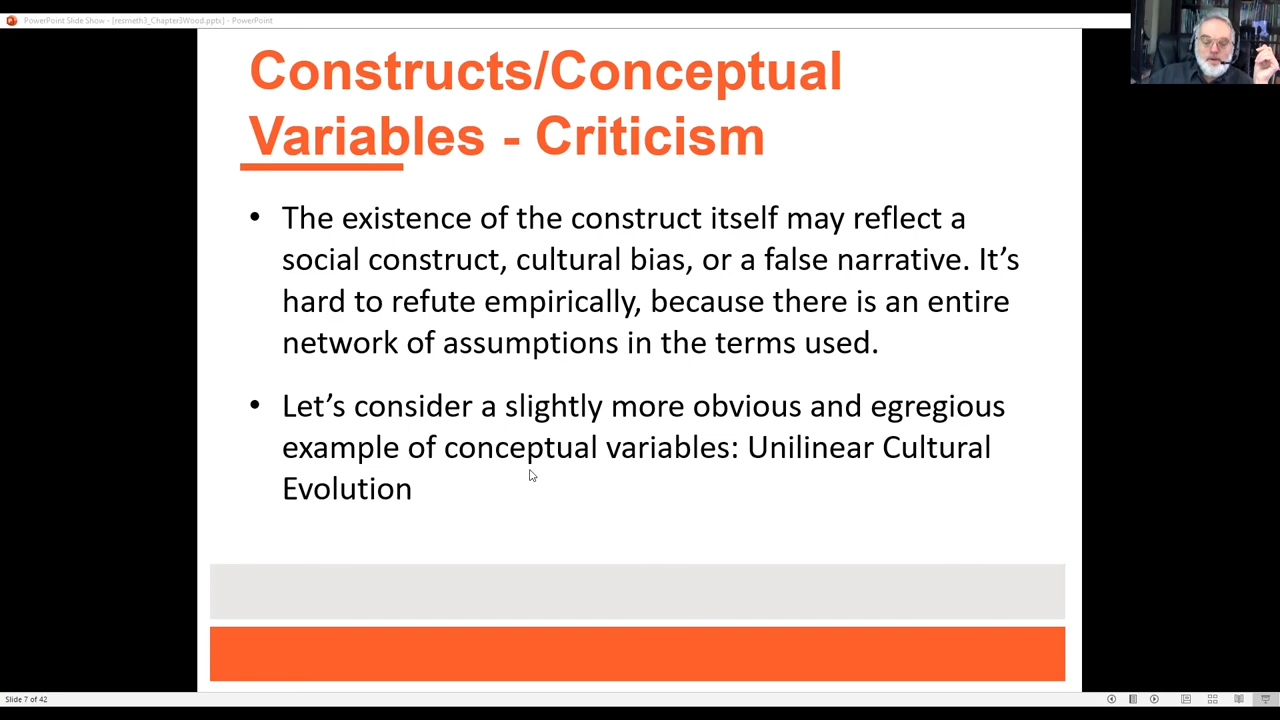 PowerPoint Slide Show - [resmeth3_Chapter3Wood.pptx] - PowerPoint
Constructs/Conceptual
Variables - Criticism
• The existence of the construct itself may reflect a
social construct, cultural bias, or a false narrative. It’s
hard to refute empirically, because there is an entire
network of assumptions in the terms used.
• Let’s consider a slightly more obvious and egregious
example of conceptual variables: Unilinear Cultural
Evolution
Slide 7 of 42